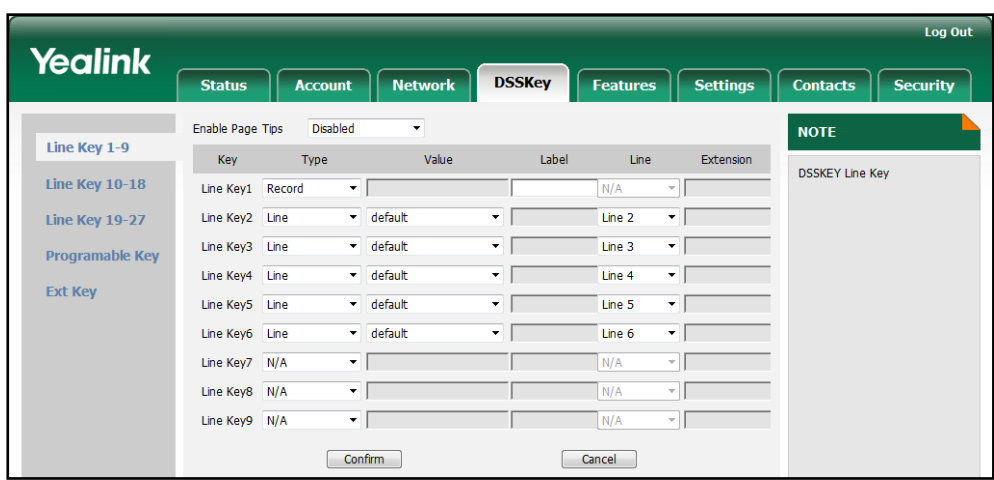 Log Out
Yealink
Status Account Network DSSKey Features Settings Contacts Security
Line Key 1-9
Line Key 10-18
Line Key 19-27
Programable Key
Ext Key
Enable Page Tips Disabled
Key Type Value Label Line Extension
Line Key1 Record N/A
Line Key2 Line default Line 2
Line Key3 Line default Line 3
Line Key4 Line default Line 4
Line Key5 Line default Line 5
Line Key6 Line default Line 6
Line Key7 N/A N/A
Line Key8 N/A N/A
Line Key9 N/A N/A
Confirm Cancel
NOTE
DSSKEY Line Key